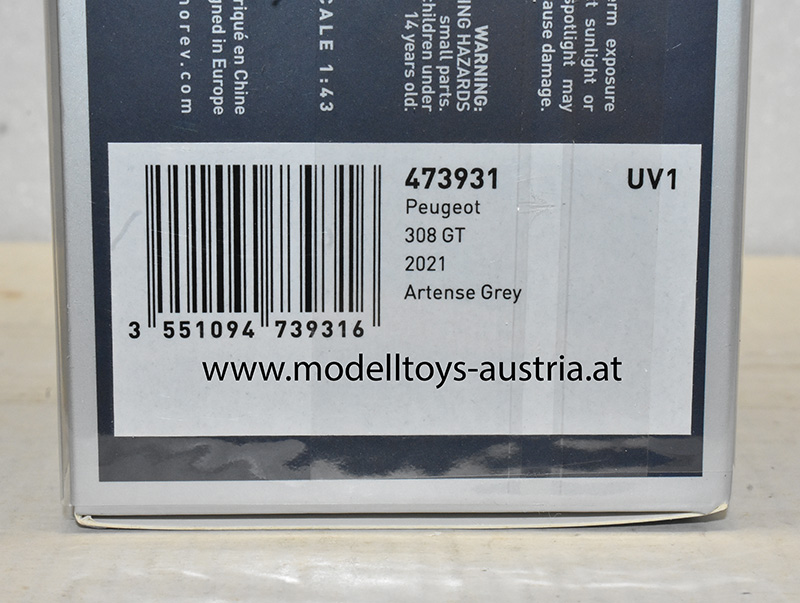 riqué en Chine
gned in Europe
norev.com
CALE 1:43
WARNING:
ING HAZARDS
small parts.
children under
14 years old.
erm exposure
t sunlight or
spotlight may
ause damage.
473931
UV1
Peugeot
308 GT
2021
Artense Grey
3 551094 739316
www.modelltoys-austria.at